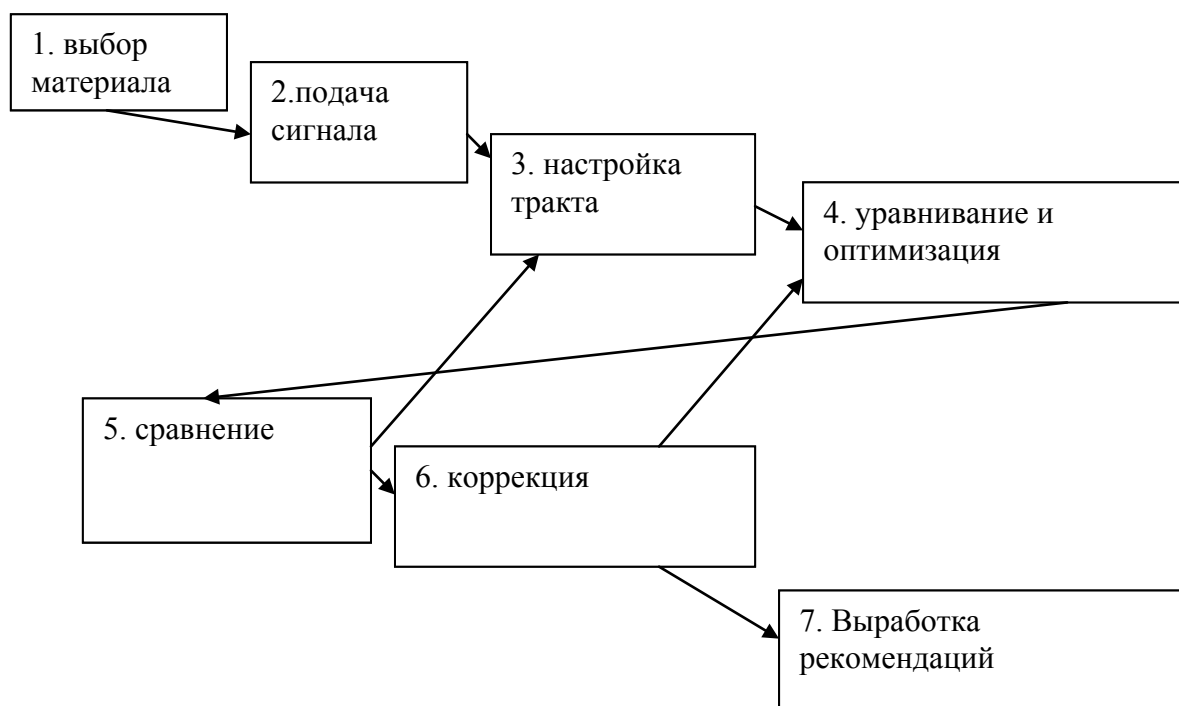 1. выбор
материала
2.подача
сигнала
3. настройка
тракта
4. уравнивание и
оптимизация
5. сравнение
6. коррекция
7. Выработка
рекомендаций